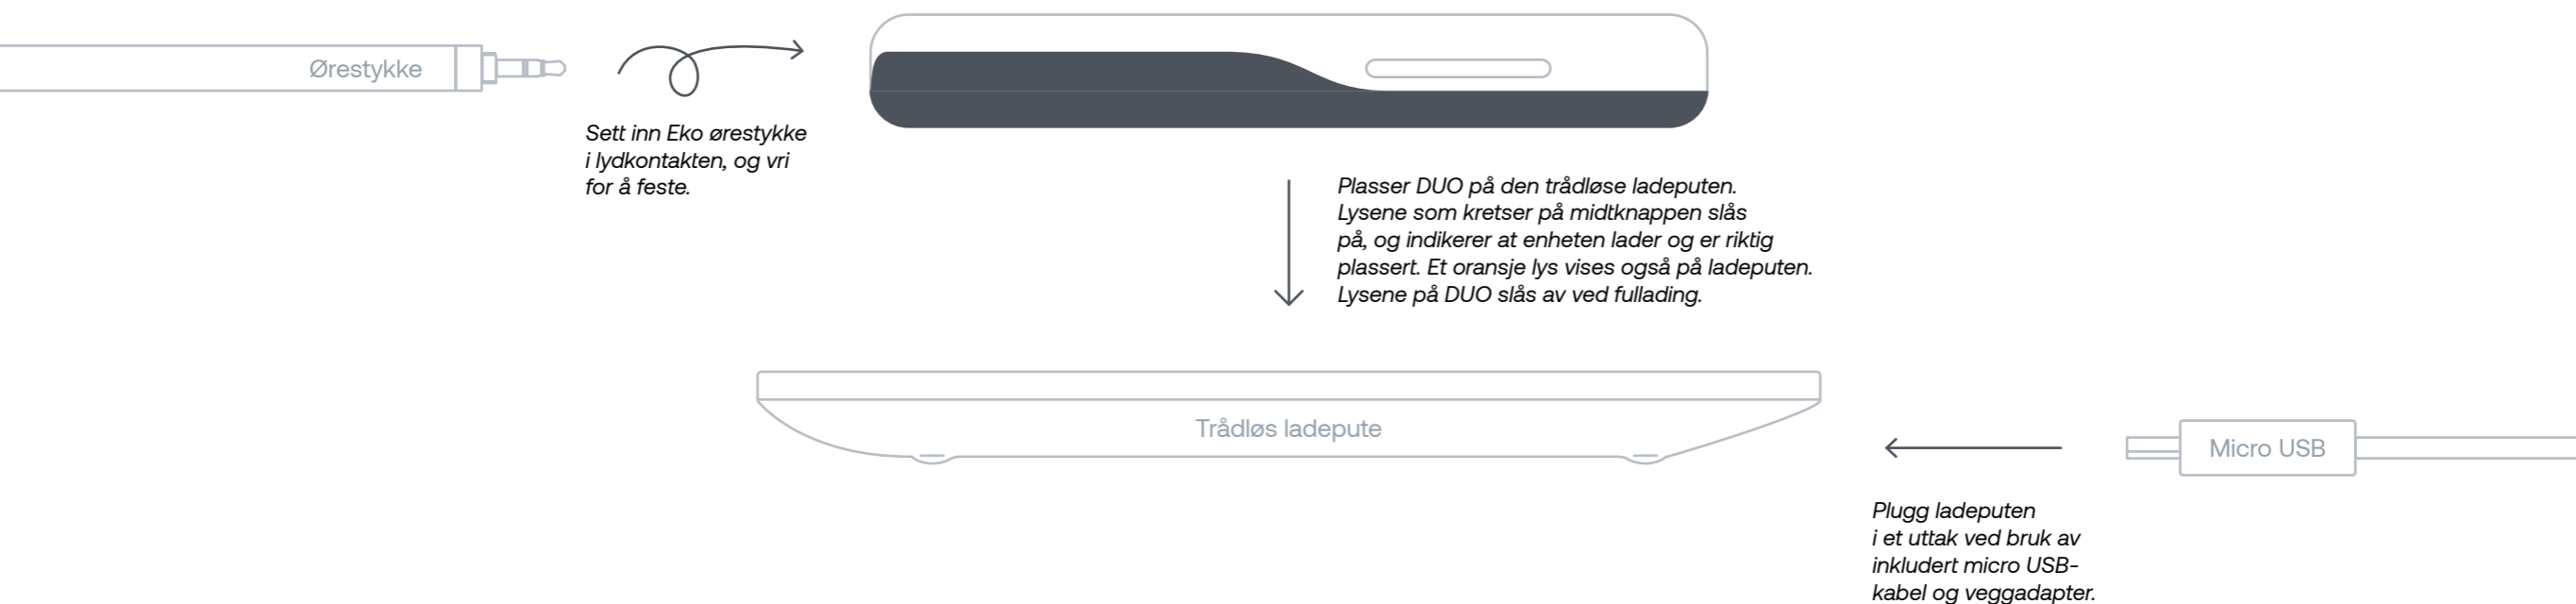 Ørestykke
Sett inn Eko ørestykke
i lydkontakten, og vri
for å feste.
Plasser DUO på den trådløse ladeputen.
Lysene som kretser på midtknappen slås
på, og indikerer at enheten lader og er riktig
plassert. Et oransje lys vises også på ladeputen.
Lysene på DUO slås av ved fullading.
Trådløs ladepute
Micro USB
Plugg ladeputen
i et uttak ved bruk av
inkludert micro USB-
kabel og veggadapter.